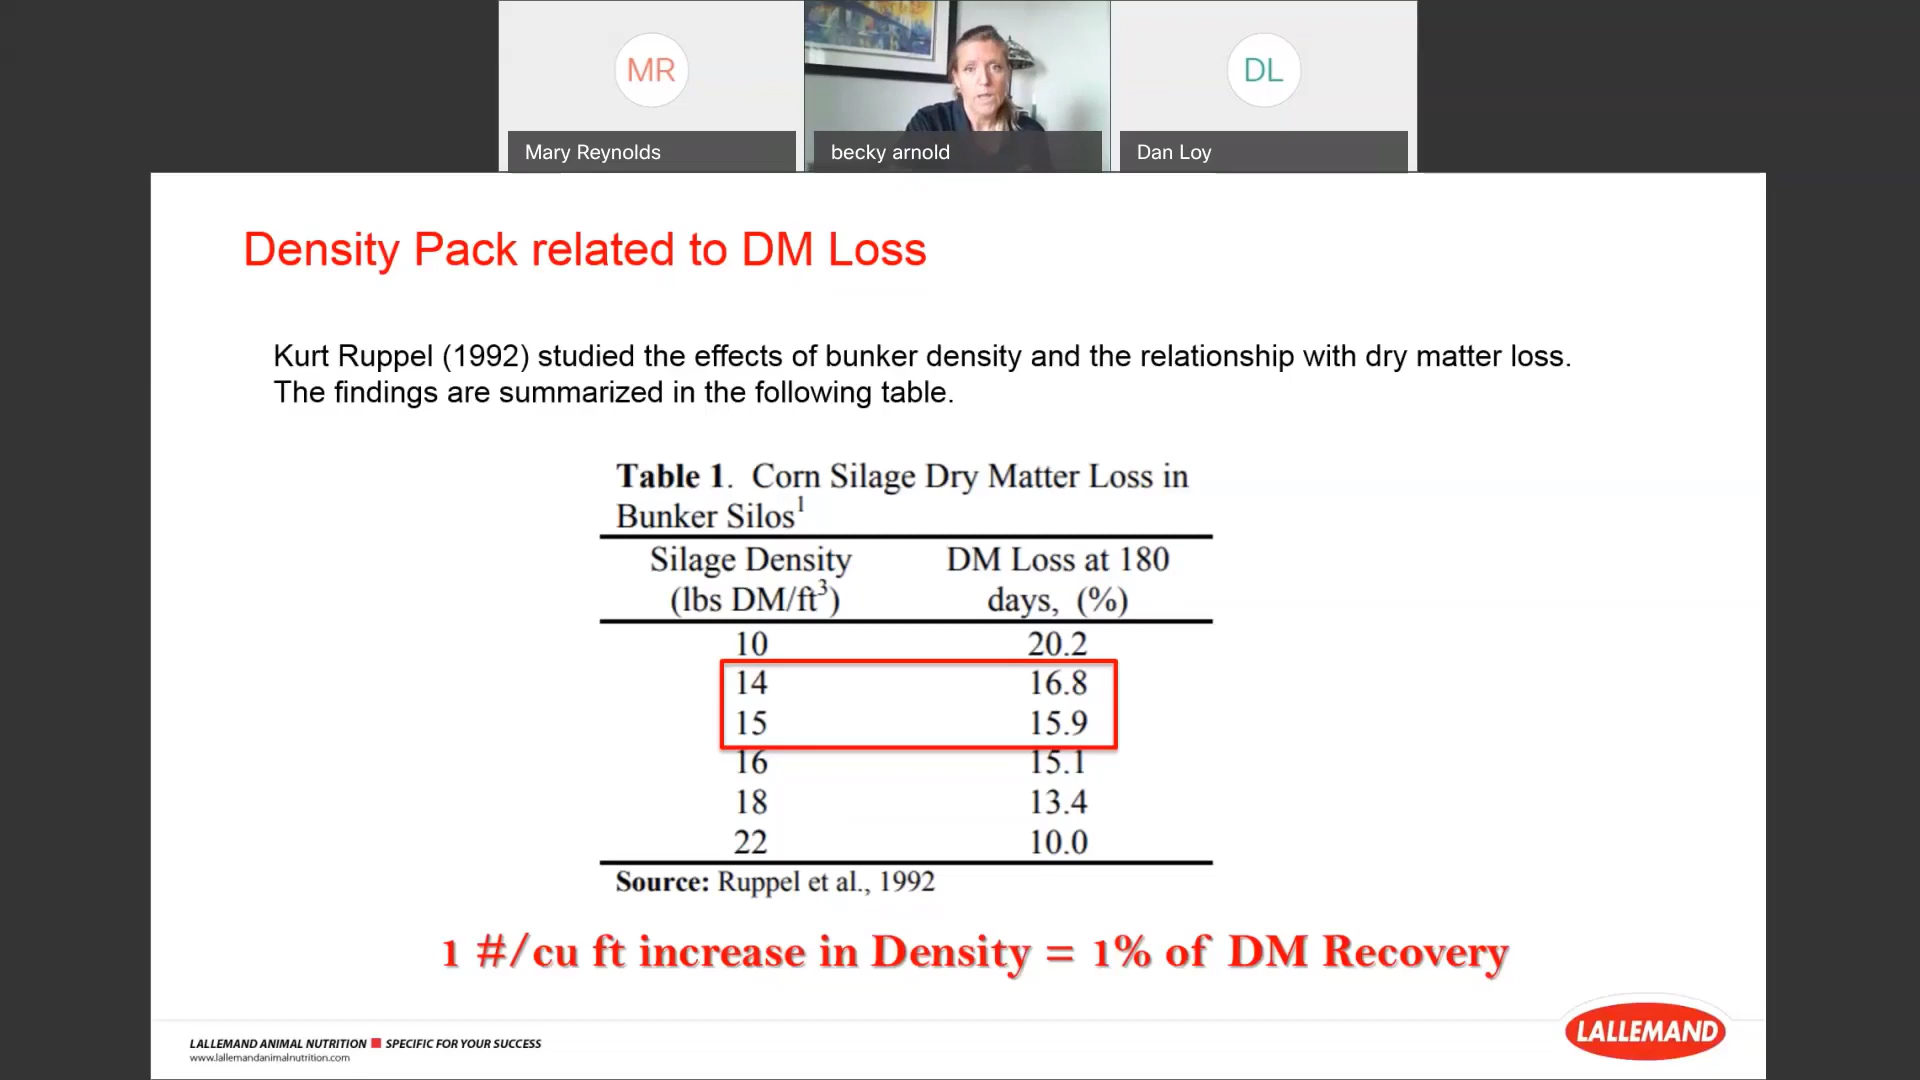 MR
DL
Mary Reynolds
becky arnold
Dan Loy
Density Pack related to DM Loss
Kurt Ruppel (1992) studied the effects of bunker density and the relationship with dry matter loss.
The findings are summarized in the following table.
Table 1. Corn Silage Dry Matter Loss in
Bunker Silos¹
Silage Density DM Loss at 180
(lbs DM/ft³) days, (%)
10 20.2
14 16.8
15 15.9
16 15.1
18 13.4
22 10.0
Source: Ruppel et al., 1992
1 #/cu ft increase in Density = 1% of DM Recovery
LALLEMAND ANIMAL NUTRITION SPECIFIC FOR YOUR SUCCESS
www.lallemandanimalnutrition.com
LALLEMAND